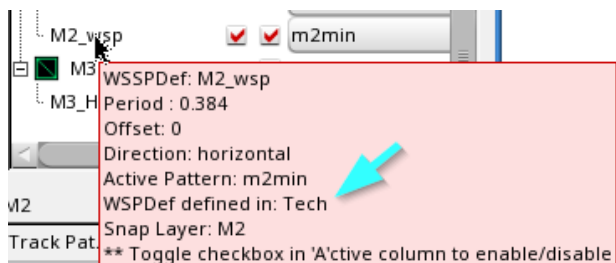 M2_wsp m2min
M3
M3_H
WSSPDef: M2_wsp
Period : 0.384
Offset: 0
Direction: horizontal
Active Pattern: m2min
WSPDef defined in: Tech
Snap Layer: M2
** Toggle checkbox in 'A'ctive column to enable/disable
M2
Track Pat